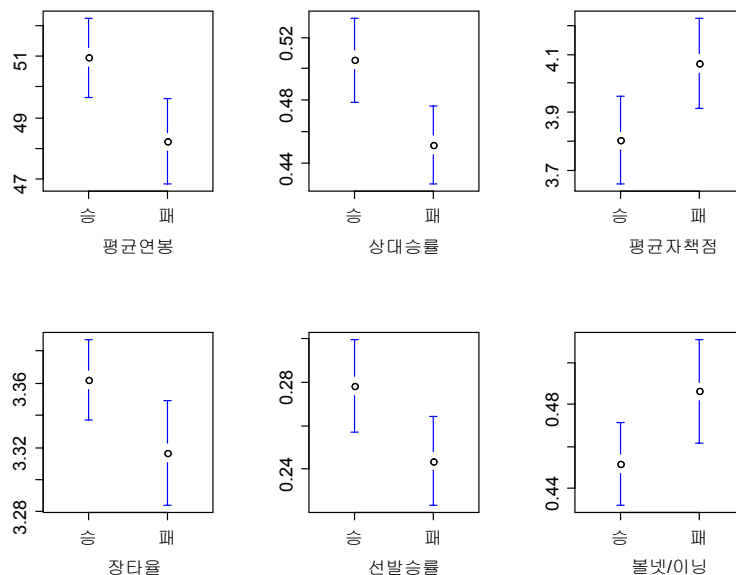 51
49
47
승 패
평균연봉
0.52
0.48
0.44
승 패
상대승률
4.1
3.9
3.7
승 패
평균자책점
3.36
3.32
3.28
승 패
장타율
0.28
0.24
승 패
선발승률
0.48
0.44
승 패
볼넷/이닝